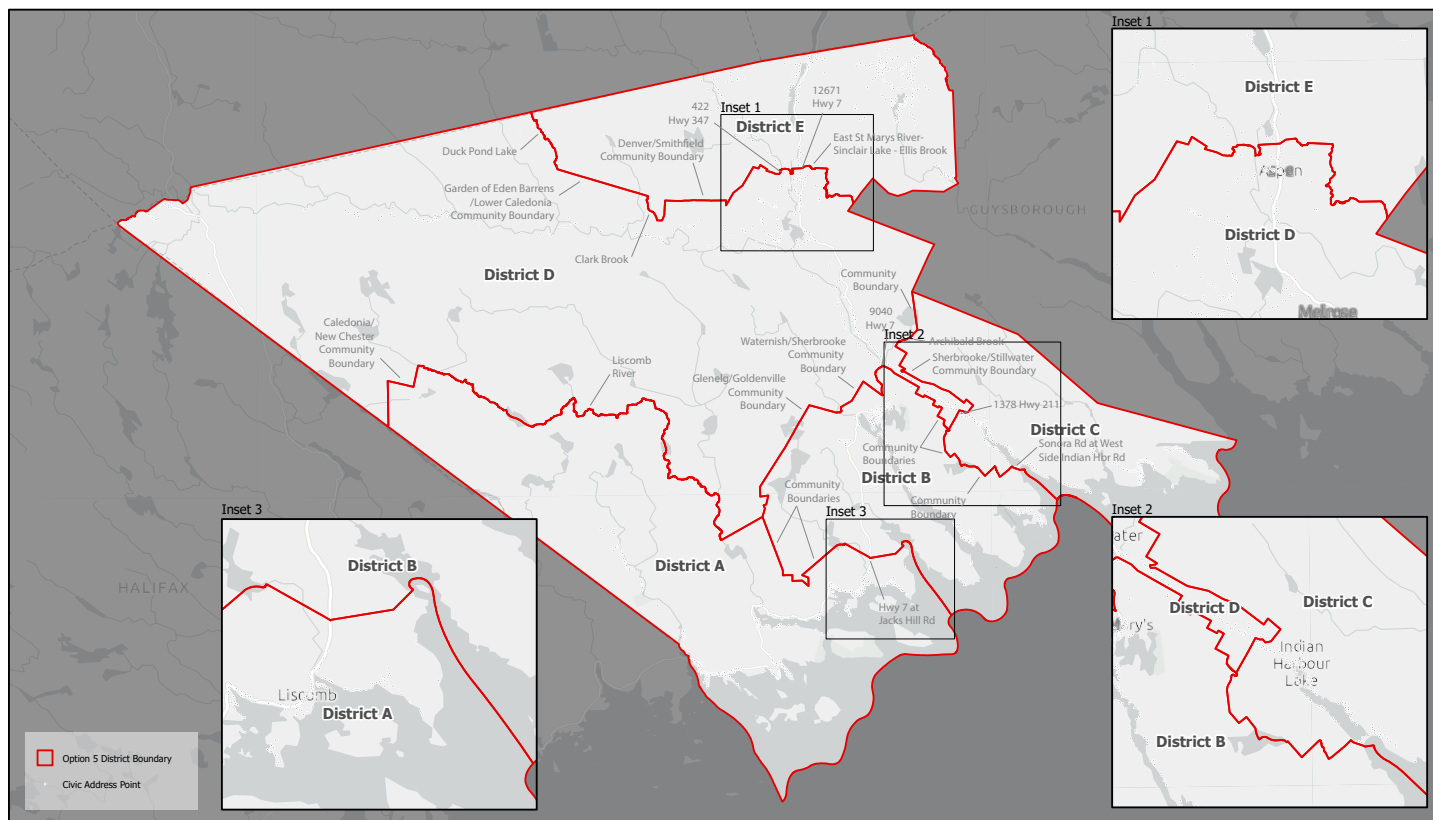 Inset 1
District E
Aspen
District D
Melrose
12671
Hwy 7
422
Hwy 347
Inset 1
District E
East St Marys River-
Sinclair Lake - Ellis Brook
Denver/Smithfield
Community Boundary
Duck Pond Lake
Garden of Eden Barrens
/Lower Caledonia
Community Boundary
GUYSBOROUGH
Clark Brook
District D
Community
Boundary
9040
Hwy 7
Caledonia/
New Chester
Community
Boundary
Liscomb
River
Waternish/Sherbrooke
Community
Boundary
Inset 2
Archibald Brook
Sherbrooke/Stillwater
Community Boundary
Glenelg/Goldenville
Community
Boundary
1378 Hwy 211
District C
Sonora Rd at West
Side Indian Hbr Rd
Community
Boundaries
District B
Community
Boundaries
Community
Boundary
Inset 3
District A
Hwy 7 at
Jacks Hill Rd
HALIFAX
Inset 3
District B
Liscomb
District A
Inset 2
ater
District D
District C
ary's
Indian
Harbour
Lake
District B
Option 5 District Boundary
Civic Address Point